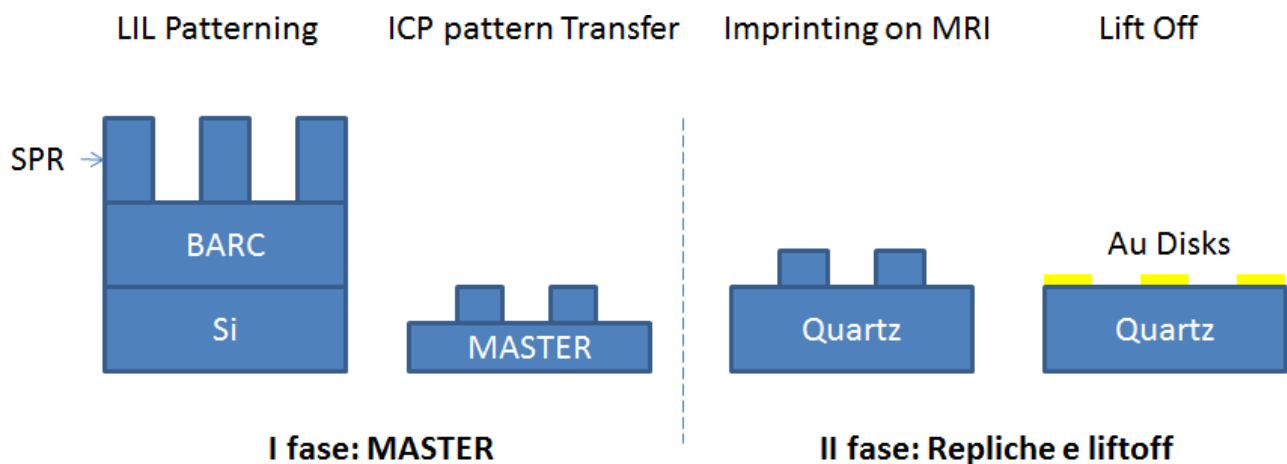 LIL Patterning
ICP pattern Transfer
Imprinting on MRI
Lift Off
SPR
BARC
Si
MASTER
Quartz
Au Disks
Quartz
I fase: MASTER
II fase: Repliche e liftoff